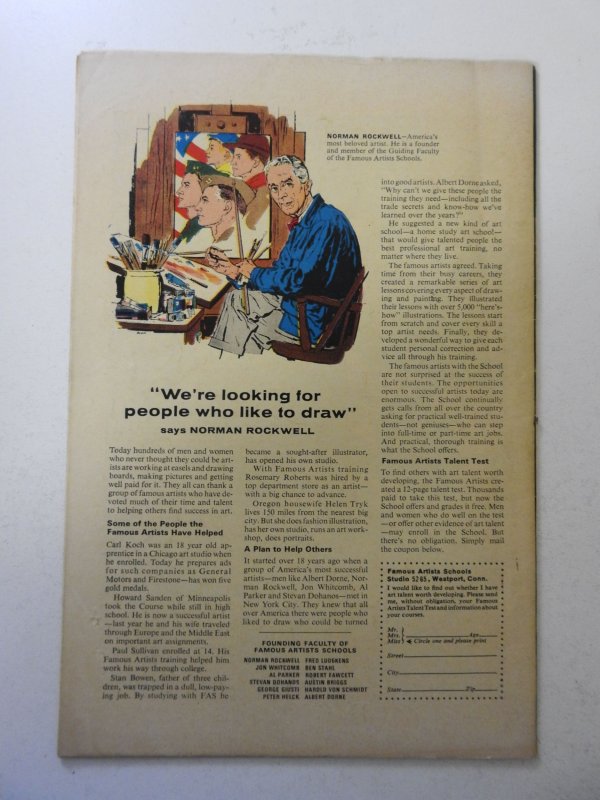 NORMAN ROCKWELL—America's
most beloved artist. He is a founder
and member of the Guiding Faculty
of the Famous Artists Schools.
"We're looking for
people who like to draw"
says NORMAN ROCKWELL
Today hundreds of men and women
who never thought they could be art-
ists are working at easels and drawing
boards, making pictures and getting
well paid for it. They all can thank a
group of famous artists who have de-
voted much of their time and talent
to helping others find success in art.
Some of the People the
Famous Artists Have Helped
Carl Koch was an 18 year old ap-
prentice in a Chicago art studio when
he enrolled. Today he prepares ads
for such companies as General
Motors and Firestone—has won five
gold medals.
Howard Sanden of Minneapolis
took the Course while still in high
school. He is now a successful artist
—last year he and his wife traveled
through Europe and the Middle East
on important art assignments.
Paul Sullivan enrolled at 14. His
Famous Artists training helped him
work his way through college.
Stan Bowen, father of three chil-
dren, was trapped in a dull, low-pay-
ing job. By studying with FAS he
became a sought-after illustrator,
has opened his own studio.
With Famous Artists training
Rosemary Roberts was hired by a
top department store as an artist—
with a big chance to advance.
Oregon housewife Helen Tryk
lives 150 miles from the nearest big
city. But she does fashion illustration,
has her own studio, runs an art work-
shop, does portraits.
A Plan to Help Others
It started over 18 years ago when a
group of America's most successful
artists—men like Albert Dorne, Nor-
man Rockwell, Jon Whitcomb, Al
Parker and Stevan Dohanos—met in
New York City. They knew that all
over America there were people who
liked to draw who could be turned
FOUNDING FACULTY OF
FAMOUS ARTISTS SCHOOLS
NORMAN ROCKWELL FRED LUDEKENS
JON WHITCOMB BEN STAHL
AL PARKER ROBERT FAWCETT
STEVAN DOHANOS AUSTIN BRIGGS
GEORGE GIUSTI HAROLD VON SCHMIDT
PETER HELCK ALBERT DORNE
into good artists. Albert Dorne asked,
"Why can't we give these people the
training they need—including all the
trade secrets and know-how we've
learned over the years?"
He suggested a new kind of art
school—a home study art school—
that would give talented people the
best professional art training, no
matter where they live.
The famous artists agreed. Taking
time from their busy careers, they
created a remarkable series of art
lessons covering every aspect of draw-
ing and painting. They illustrated
their lessons with over 5,000 "here's-
how" illustrations. The lessons start
from scratch and cover every skill a
top artist needs. Finally, they de-
veloped a wonderful way to give each
student personal correction and ad-
vice all through his training.
The famous artists with the School
are not surprised at the success of
their students. The opportunities
open to successful artists today are
enormous. The School continually
gets calls from all over the country
asking for practical well-trained stu-
dents—not geniuses—who can step
into full-time or part-time art jobs.
And practical, thorough training is
what the School offers.
Famous Artists Talent Test
To find others with art talent worth
developing, the Famous Artists cre-
ated a 12-page talent test. Thousands
paid to take this test, but now the
School offers and grades it free. Men
and women who do well on the test
—or offer other evidence of art talent
—may enroll in the School. But
there's no obligation. Simply mail
the coupon below.
Famous Artists Schools
Studio 5265, Westport, Conn.
I would like to find out whether I have
art talent worth developing. Please send
me, without obligation, your Famous
Artists Talent Test and information about
your courses.
Mr.
Mrs. Age
Miss Circle one and please print
Street
City
State Zip